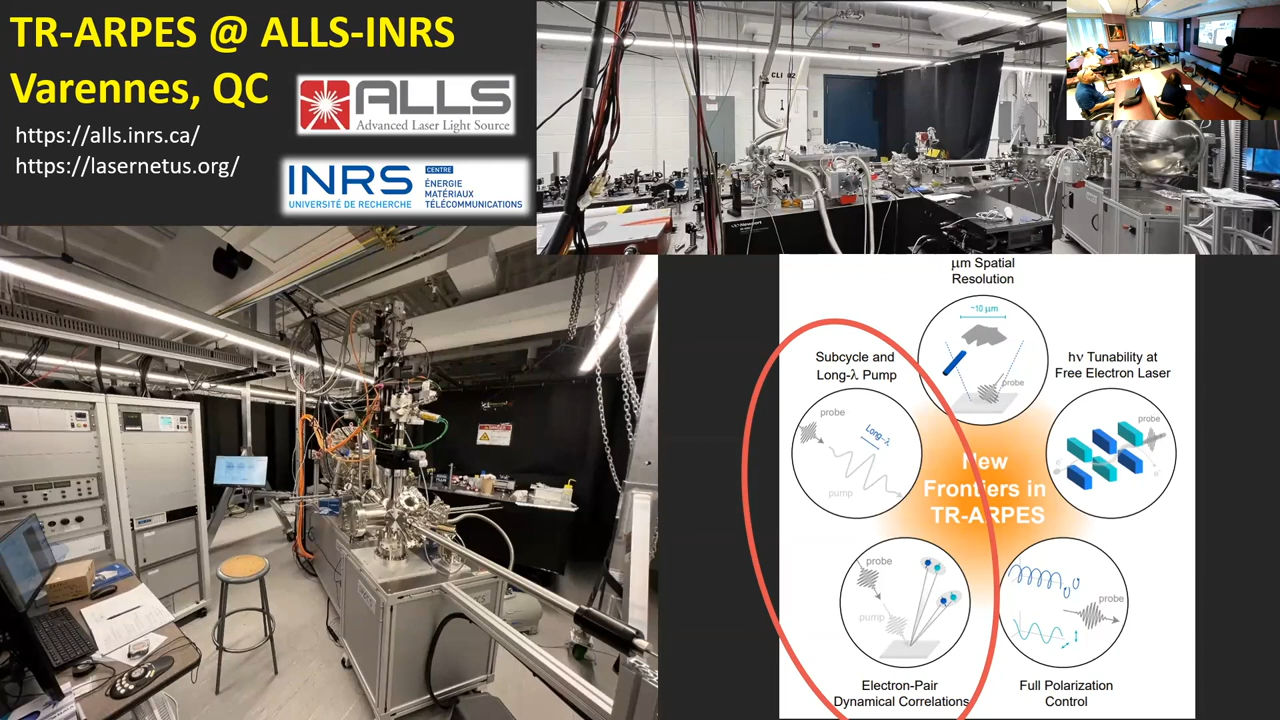 TR-ARPES @ ALLS-INRS
Varennes, QC
https://alls.inrs.ca/
https://lasernetus.org/
ALLS
Advanced Laser Light Source
INRS
UNIVERSITÉ DE RECHERCHE
CENTRE
ÉNERGIE
MATÉRIAUX
TÉLÉCOMMUNICATIONS
CLI 02
Newport
μm Spatial
Resolution
~10 μm
probe
Subcycle and
Long-λ Pump
probe
Long-λ
pump
hν Tunability at
Free Electron Laser
probe
New
Frontiers in
TR-ARPES
probe
pump
Electron-Pair
Dynamical Correlations
probe
Full Polarization
Control